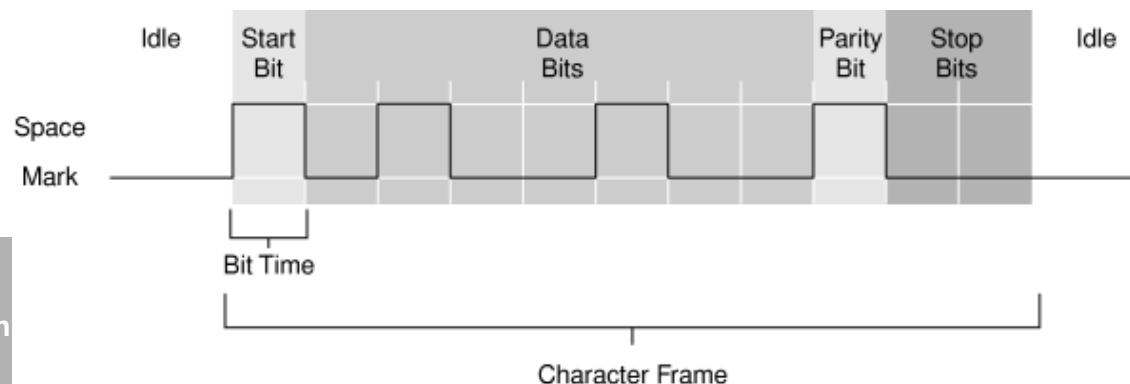 Idle
Start
Bit
Data
Bits
Parity
Bit
Stop
Bits
Idle
Space
Mark
Bit Time
Character Frame